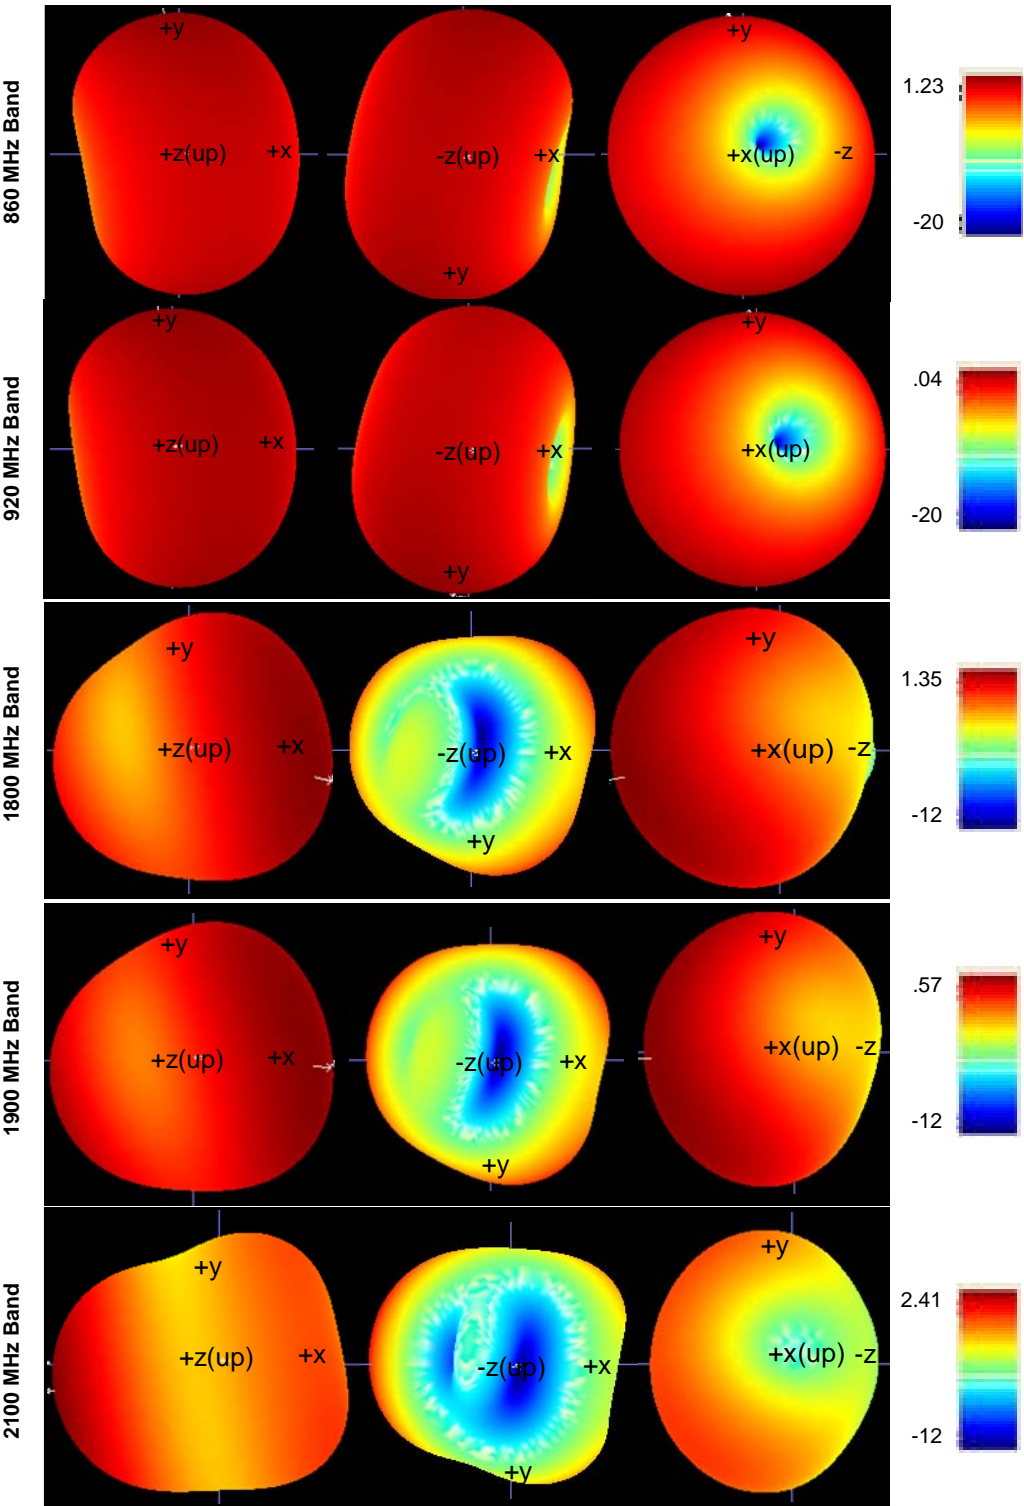 860 MHz Band
+y
+z(up)
+x
-z(up)
+x
+y
+y
+x(up)
-z
1.23
-20
920 MHz Band
+y
+z(up)
+x
-z(up)
+x
+y
+y
+x(up)
.04
-20
1800 MHz Band
+y
+z(up)
+x
-z(up)
+x
+y
+y
+x(up)
-z
1.35
-12
1900 MHz Band
+y
+z(up)
+x
-z(up)
+x
+y
+y
+x(up)
-z
.57
-12
2100 MHz Band
+y
+z(up)
+x
-z(up)
+x
+y
+y
+x(up)
-z
2.41
-12